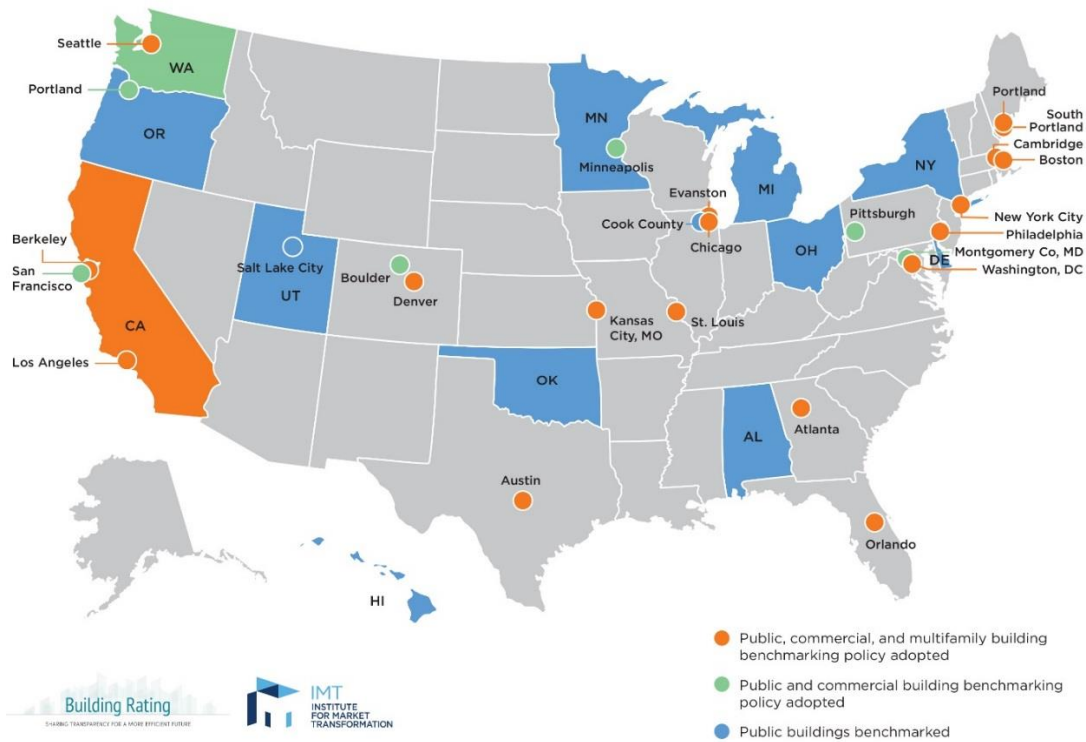 Seattle
WA
Portland
OR
Berkeley
San
Francisco
CA
Los Angeles
Salt Lake City
UT
Boulder
Denver
MN
Minneapolis
Evanston
Cook County
Chicago
MI
OH
Kansas
City, MO
St. Louis
OK
Austin
AL
Atlanta
Orlando
HI
NY
Pittsburgh
DE
Portland
South
Portland
Cambridge
Boston
New York City
Philadelphia
Montgomery Co, MD
Washington, DC
Public, commercial, and multifamily building
benchmarking policy adopted
Public and commercial building benchmarking
policy adopted
Public buildings benchmarked
Building Rating
SHARING TRANSPARENCY FOR A MORE EFFICIENT FUTURE
IMT
INSTITUTE
FOR MARKET
TRANSFORMATION